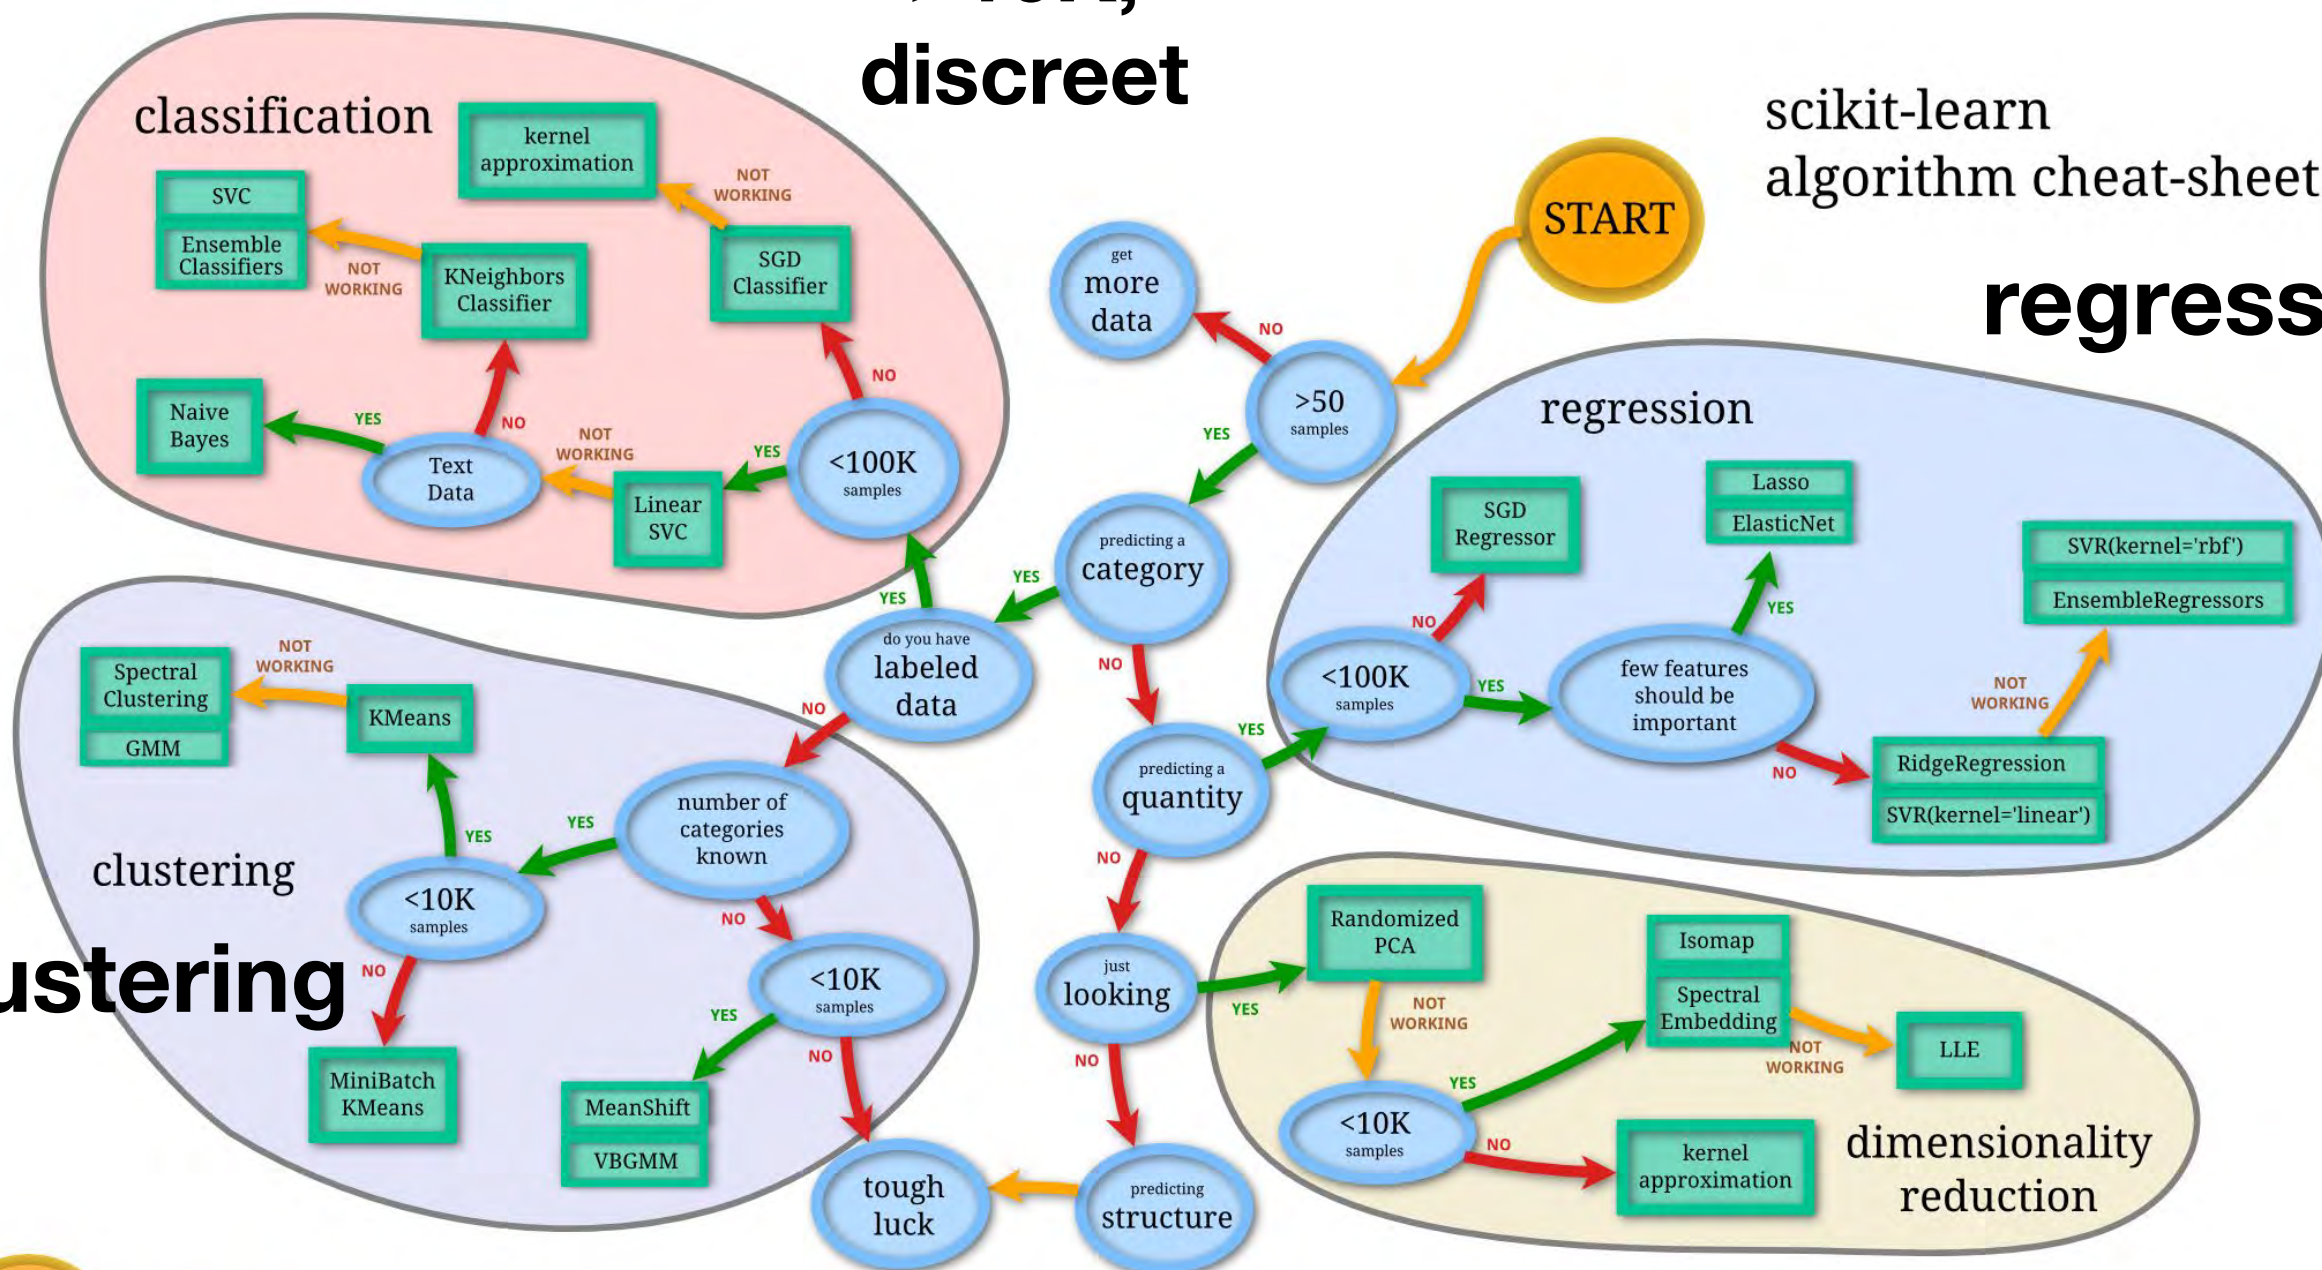 discreet
scikit-learn
algorithm cheat-sheet
START
regress
classification
kernel
approximation
NOT
WORKING
SVC
Ensemble
Classifiers
NOT
WORKING
KNeighbors
Classifier
SGD
Classifier
NO
Naive
Bayes
YES
Text
Data
NO
NOT
WORKING
Linear
SVC
YES
<100K
samples
YES
get
more
data
NO
>50
samples
YES
predicting a
category
YES
NO
do you have
labeled
data
NO
predicting a
quantity
YES
NO
just
looking
YES
NO
predicting
structure
tough
luck
regression
SGD
Regressor
NO
<100K
samples
YES
Lasso
ElasticNet
YES
few features
should be
important
NO
SVR(kernel='rbf')
EnsembleRegressors
NOT
WORKING
RidgeRegression
SVR(kernel='linear')
clustering
ustering
Spectral
Clustering
GMM
NOT
WORKING
KMeans
YES
<10K
samples
NO
MiniBatch
KMeans
YES
number of
categories
known
NO
<10K
samples
YES
NO
MeanShift
VBGMM
Randomized
PCA
NOT
WORKING
<10K
samples
YES
NO
Isomap
Spectral
Embedding
NOT
WORKING
LLE
kernel
approximation
dimensionality
reduction